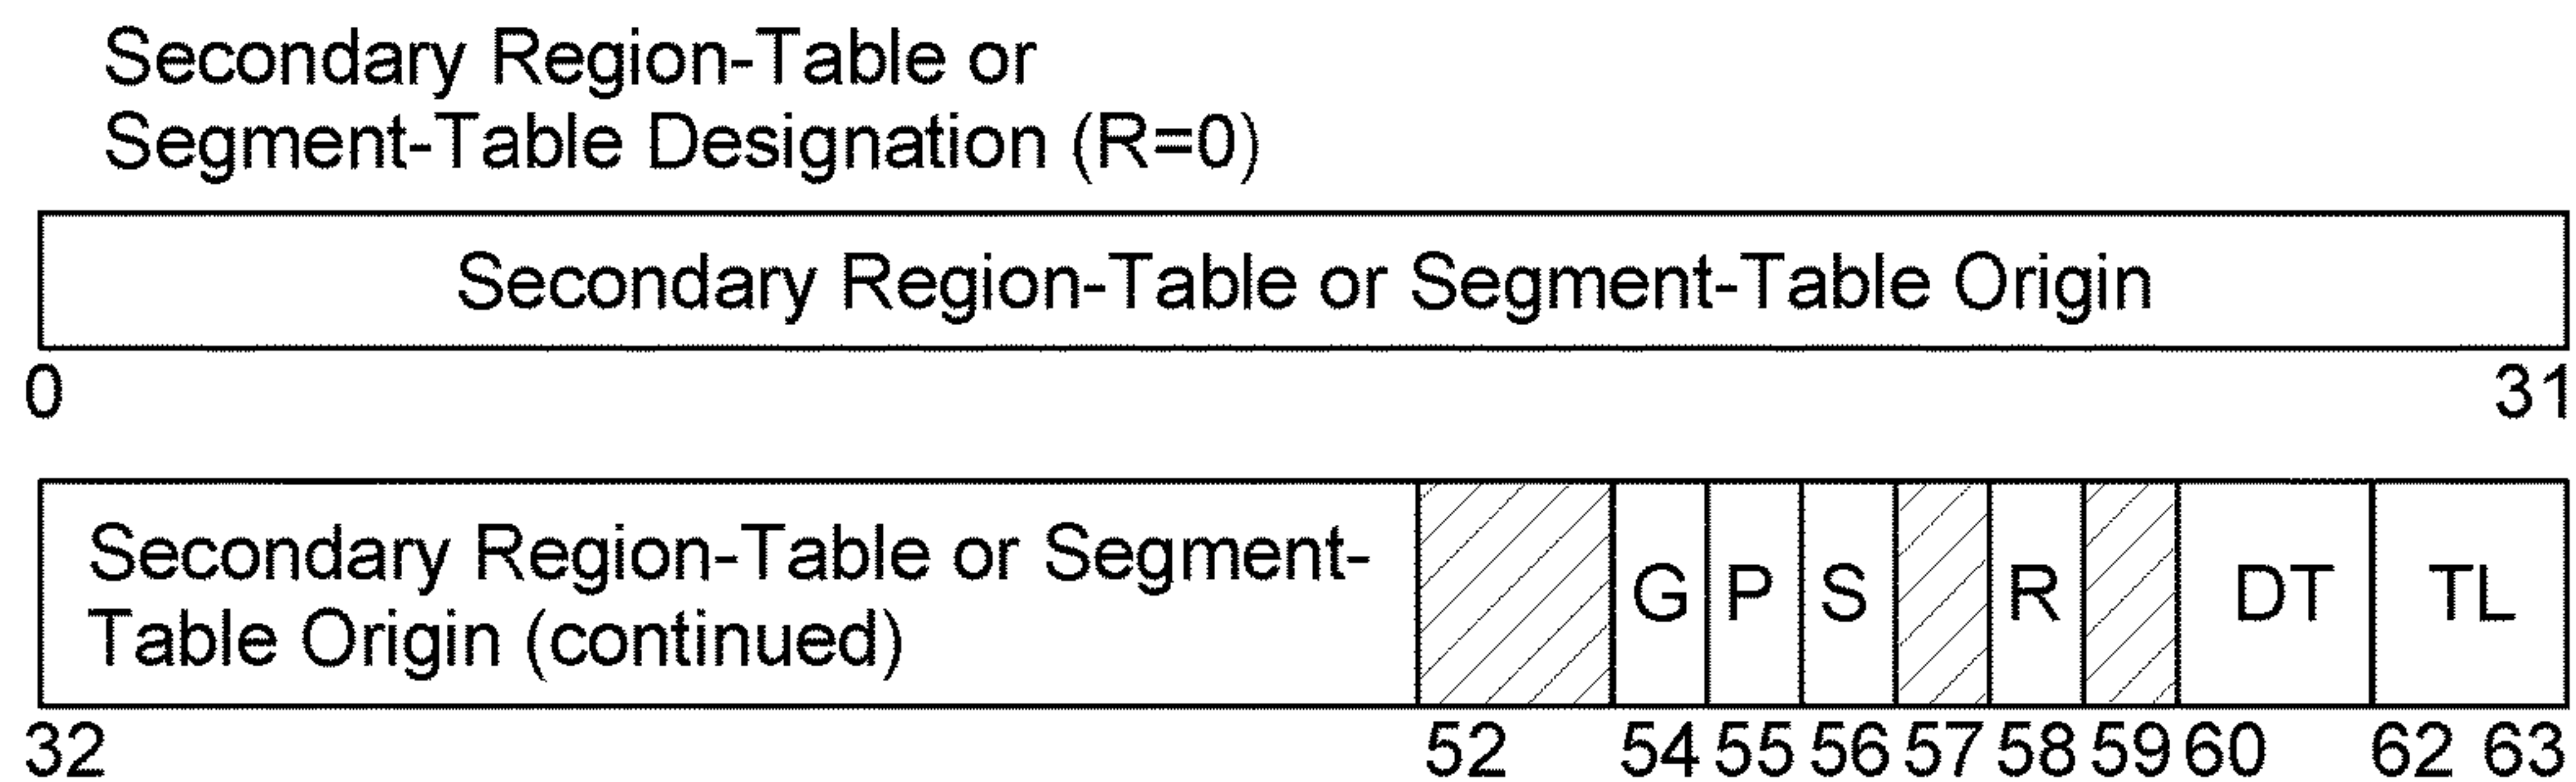 Secondary Region-Table or
Segment-Table Designation (R=0)
Secondary Region-Table or Segment-Table Origin
0 31
Secondary Region-Table or Segment-
Table Origin (continued)
G P S R DT TL
32 52 54 55 56 57 58 59 60 62 63